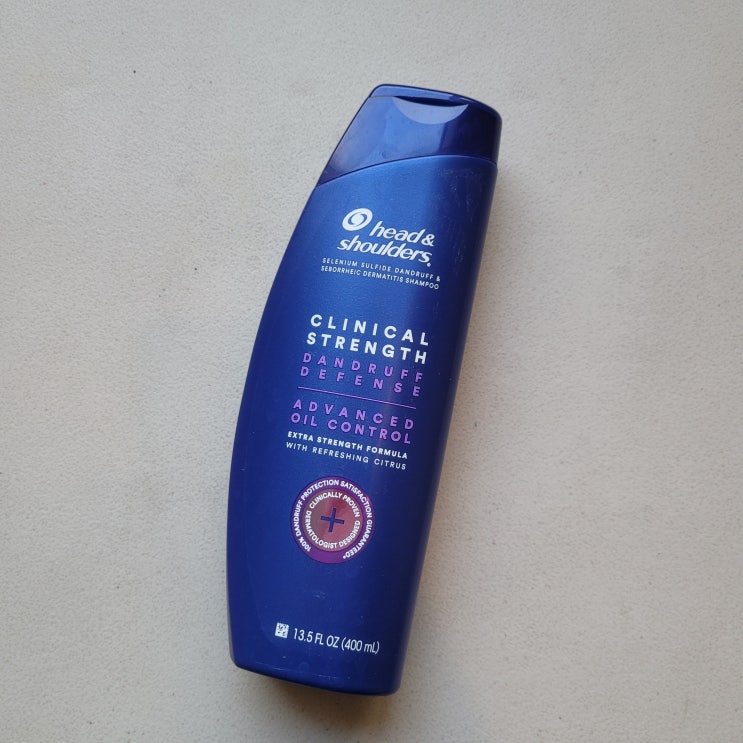 head&
shoulders®
SELENIUM SULFIDE DANDRUFF &
SEBORRHEIC DERMATITIS SHAMPOO
CLINICAL
STRENGTH
DANDRUFF
DEFENSE
ADVANCED
OIL CONTROL
EXTRA STRENGTH FORMULA
WITH REFRESHING CITRUS
100% DANDRUFF PROTECTION SATISFACTION GUARANTEED*
CLINICALLY PROVEN
DERMATOLOGIST DESIGNED
13.5 FL OZ (400 mL)